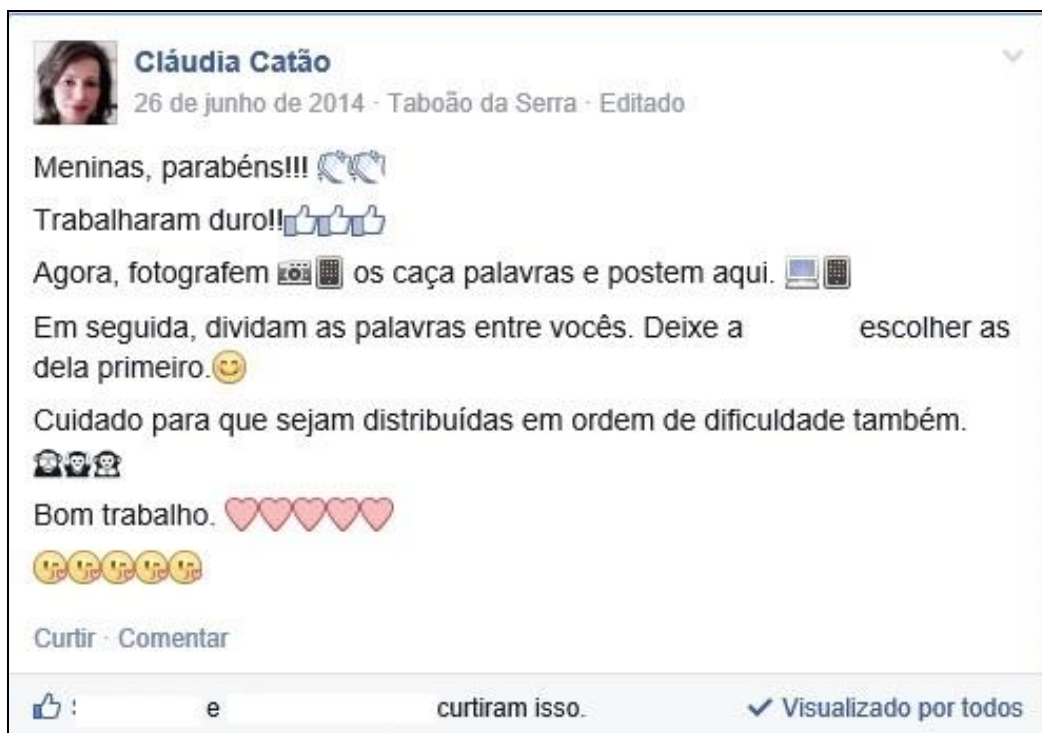 Cláudia Catão
26 de junho de 2014 · Taboão da Serra · Editado
Meninas, parabéns!!!
Trabalharam duro!!
Agora, fotografem os caça palavras e postem aqui.
Em seguida, dividam as palavras entre vocês. Deixe a escolher as
dela primeiro.
Cuidado para que sejam distribuídas em ordem de dificuldade também.
Bom trabalho.
Curtir · Comentar
e curtiram isso. Visualizado por todos